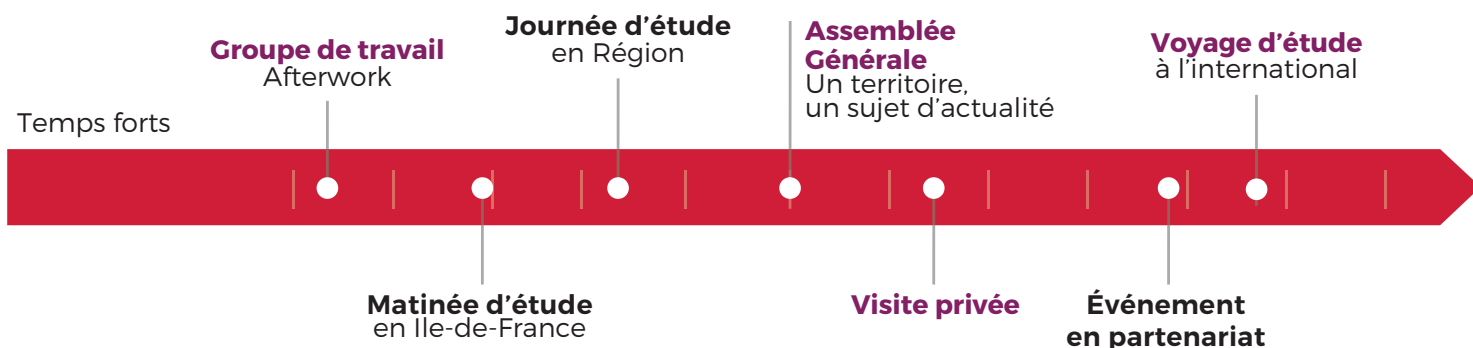 Temps forts
Groupe de travail
Afterwork
Matinée d’étude
en Ile-de-France
Journée d’étude
en Région
Assemblée
Générale
Un territoire,
un sujet d’actualité
Visite privée
Événement
en partenariat
Voyage d’étude
à l’international